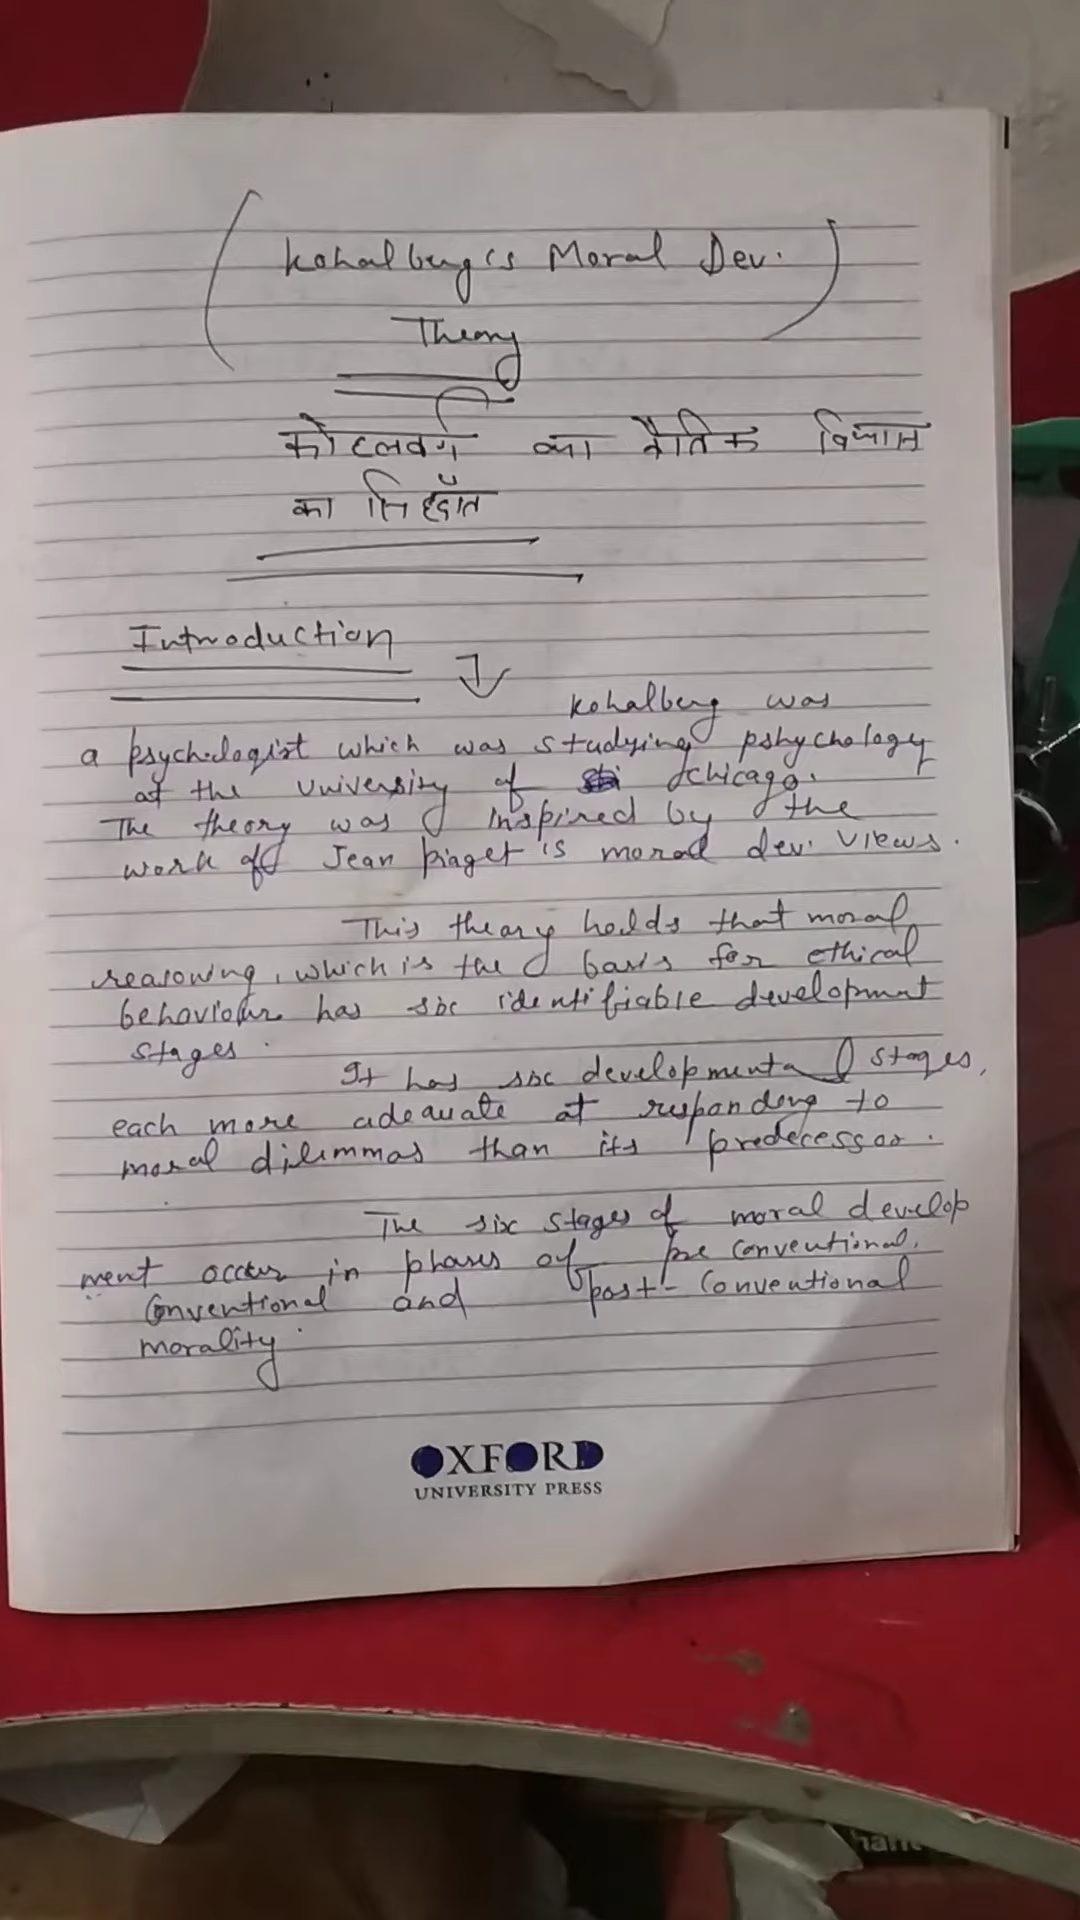 Kohalberg's Moral Dev.
Theory
कोहलवर्ग का नैतिक विकास
का सिद्दाँत
Introduction
Kohalberg was
a psychologist which was studying pshychology
at the University of Chicago.
The theory was inspired by the
work of Jean Piaget is moral dev. views.
This theory holds that moral
reasoning, which is the basis for ethical
behaviour has six identifiable development
stages.
It has six developmental stages,
each more adequate at responding to
moral dilemmas than its predecessor.
The six stages of moral develop
ment occur in phases of pre conventional,
Conventional and post-conventional
morality.
OXFORD
UNIVERSITY PRESS